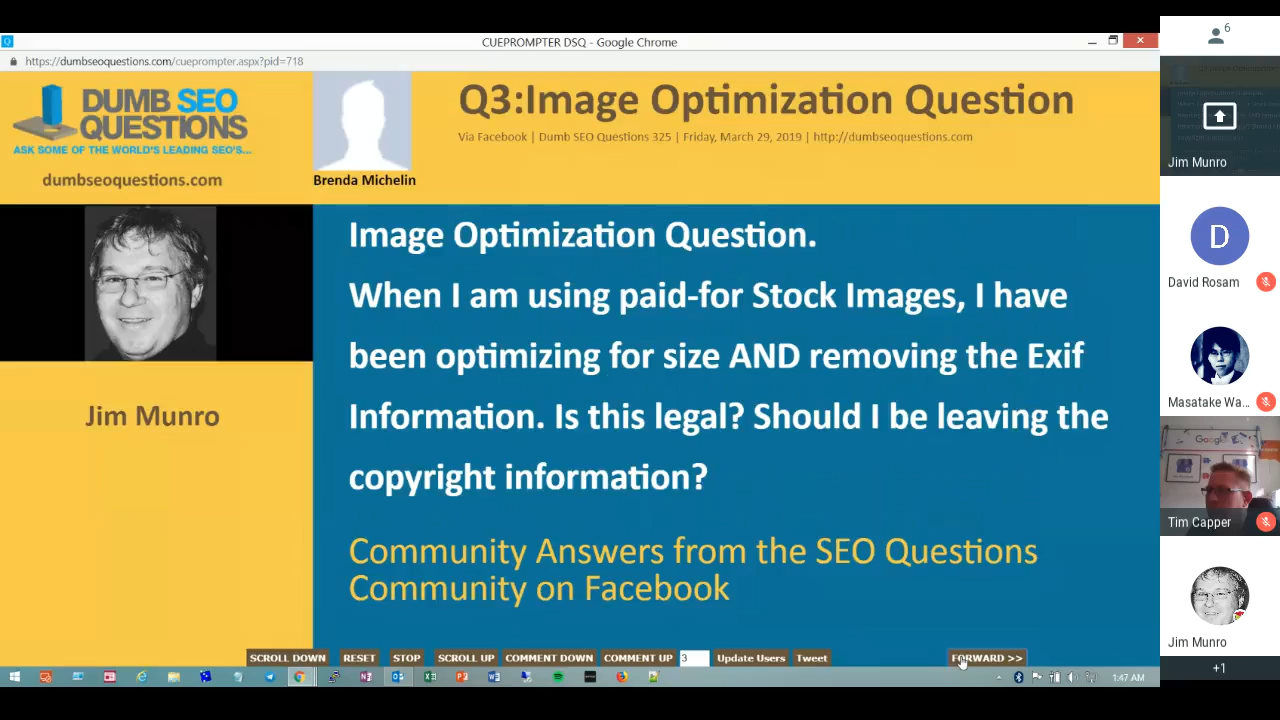 CUEPROMPTER DSQ - Google Chrome
https://dumbseoquestions.com/cueprompter.aspx?pid=718
DUMB SEO
QUESTIONS
ASK SOME OF THE WORLD'S LEADING SEO'S...
dumbseoquestions.com
Brenda Michelin
Q3:Image Optimization Question
Via Facebook | Dumb SEO Questions 325 | Friday, March 29, 2019 | http://dumbseoquestions.com
Jim Munro
Image Optimization Question.
When I am using paid-for Stock Images, I have
been optimizing for size AND removing the Exif
Information. Is this legal? Should I be leaving the
copyright information?
Community Answers from the SEO Questions
Community on Facebook
SCROLL DOWN RESET STOP SCROLL UP COMMENT DOWN COMMENT UP 3 Update Users Tweet FORWARD >>
1:47 AM
6
Jim Munro
D
David Rosam
Masatake Wa...
Google
Tim Capper
Jim Munro
+1